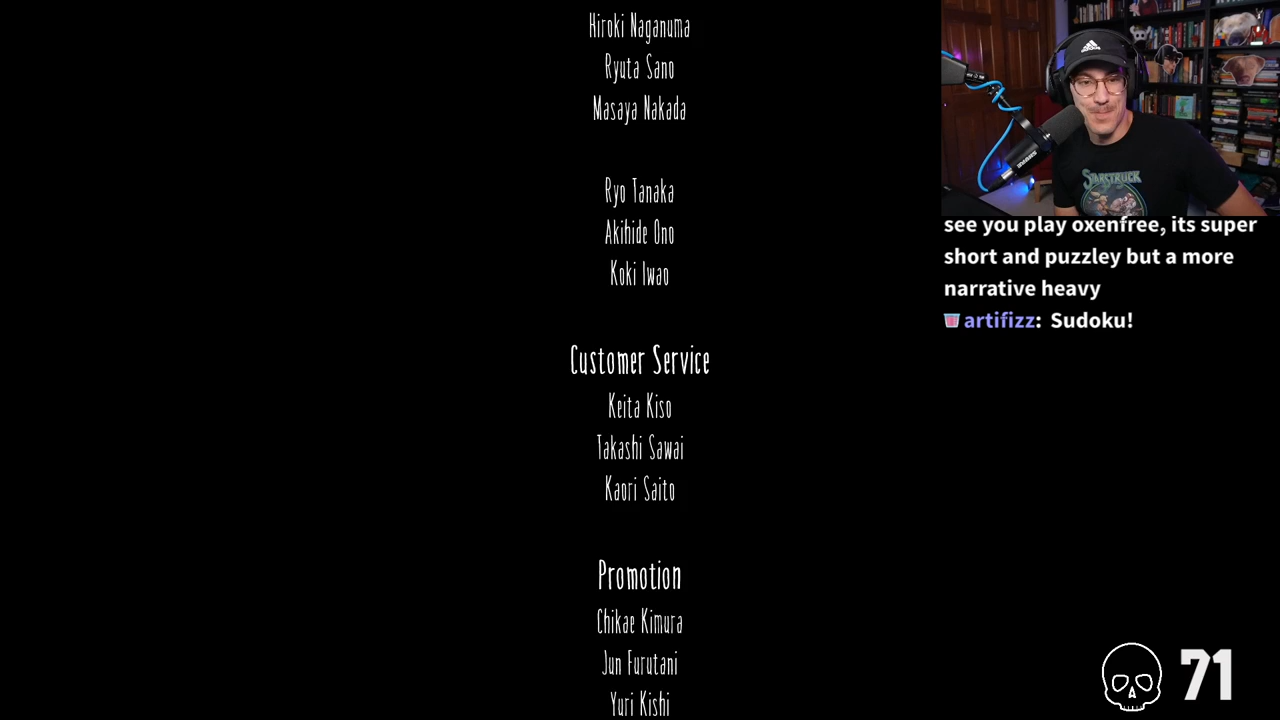 Hiroki Naganuma
Ryuta Sano
Masaya Nakada
Ryo Tanaka
Akihide Ono
Koki Iwao
Customer Service
Keita Kiso
Takashi Sawai
Kaori Saito
Promotion
Chikae Kimura
Jun Furutani
Yuri Kishi
STARSTRUCK
see you play oxenfree, its super
short and puzzley but a more
narrative heavy
artifizz: Sudoku!
71